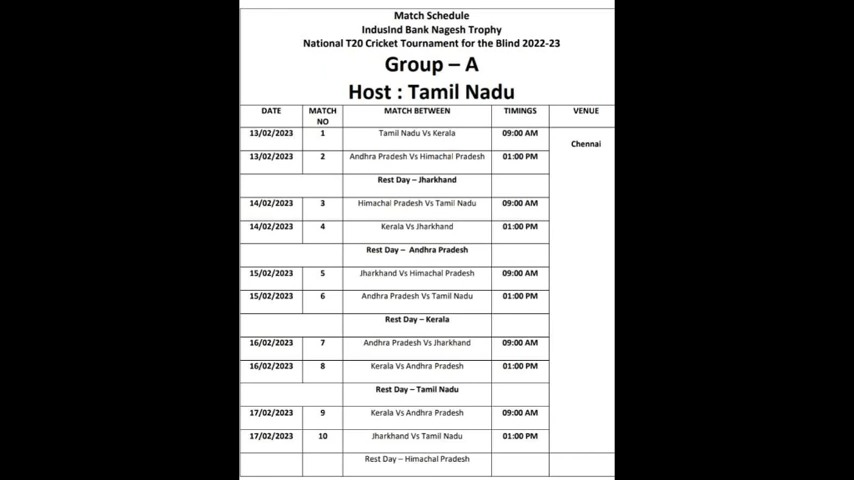 Match Schedule
IndusInd Bank Nagesh Trophy
National T20 Cricket Tournament for the Blind 2022-23
Group – A
Host : Tamil Nadu
DATE MATCH NO MATCH BETWEEN TIMINGS VENUE
13/02/2023 1 Tamil Nadu Vs Kerala 09:00 AM Chennai
13/02/2023 2 Andhra Pradesh Vs Himachal Pradesh 01:00 PM
Rest Day – Jharkhand
14/02/2023 3 Himachal Pradesh Vs Tamil Nadu 09:00 AM
14/02/2023 4 Kerala Vs Jharkhand 01:00 PM
Rest Day – Andhra Pradesh
15/02/2023 5 Jharkhand Vs Himachal Pradesh 09:00 AM
15/02/2023 6 Andhra Pradesh Vs Tamil Nadu 01:00 PM
Rest Day – Kerala
16/02/2023 7 Andhra Pradesh Vs Jharkhand 09:00 AM
16/02/2023 8 Kerala Vs Andhra Pradesh 01:00 PM
Rest Day – Tamil Nadu
17/02/2023 9 Kerala Vs Andhra Pradesh 09:00 AM
17/02/2023 10 Jharkhand Vs Tamil Nadu 01:00 PM
Rest Day – Himachal Pradesh